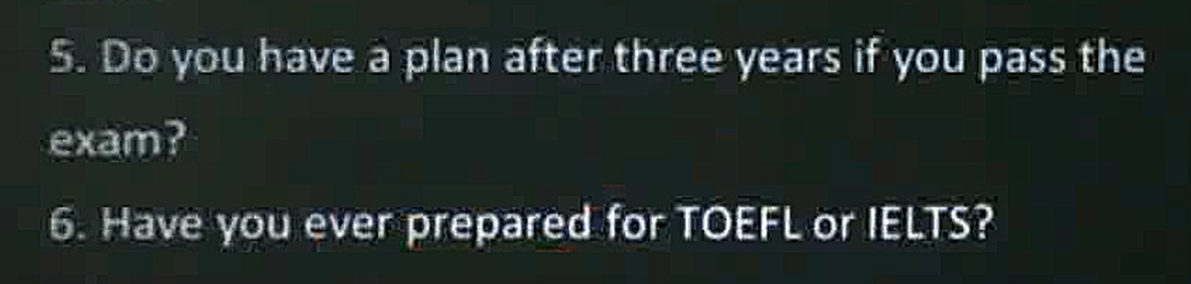 5. Do you have a plan after three years if you pass the
exam?
6. Have you ever prepared for TOEFL or IELTS?